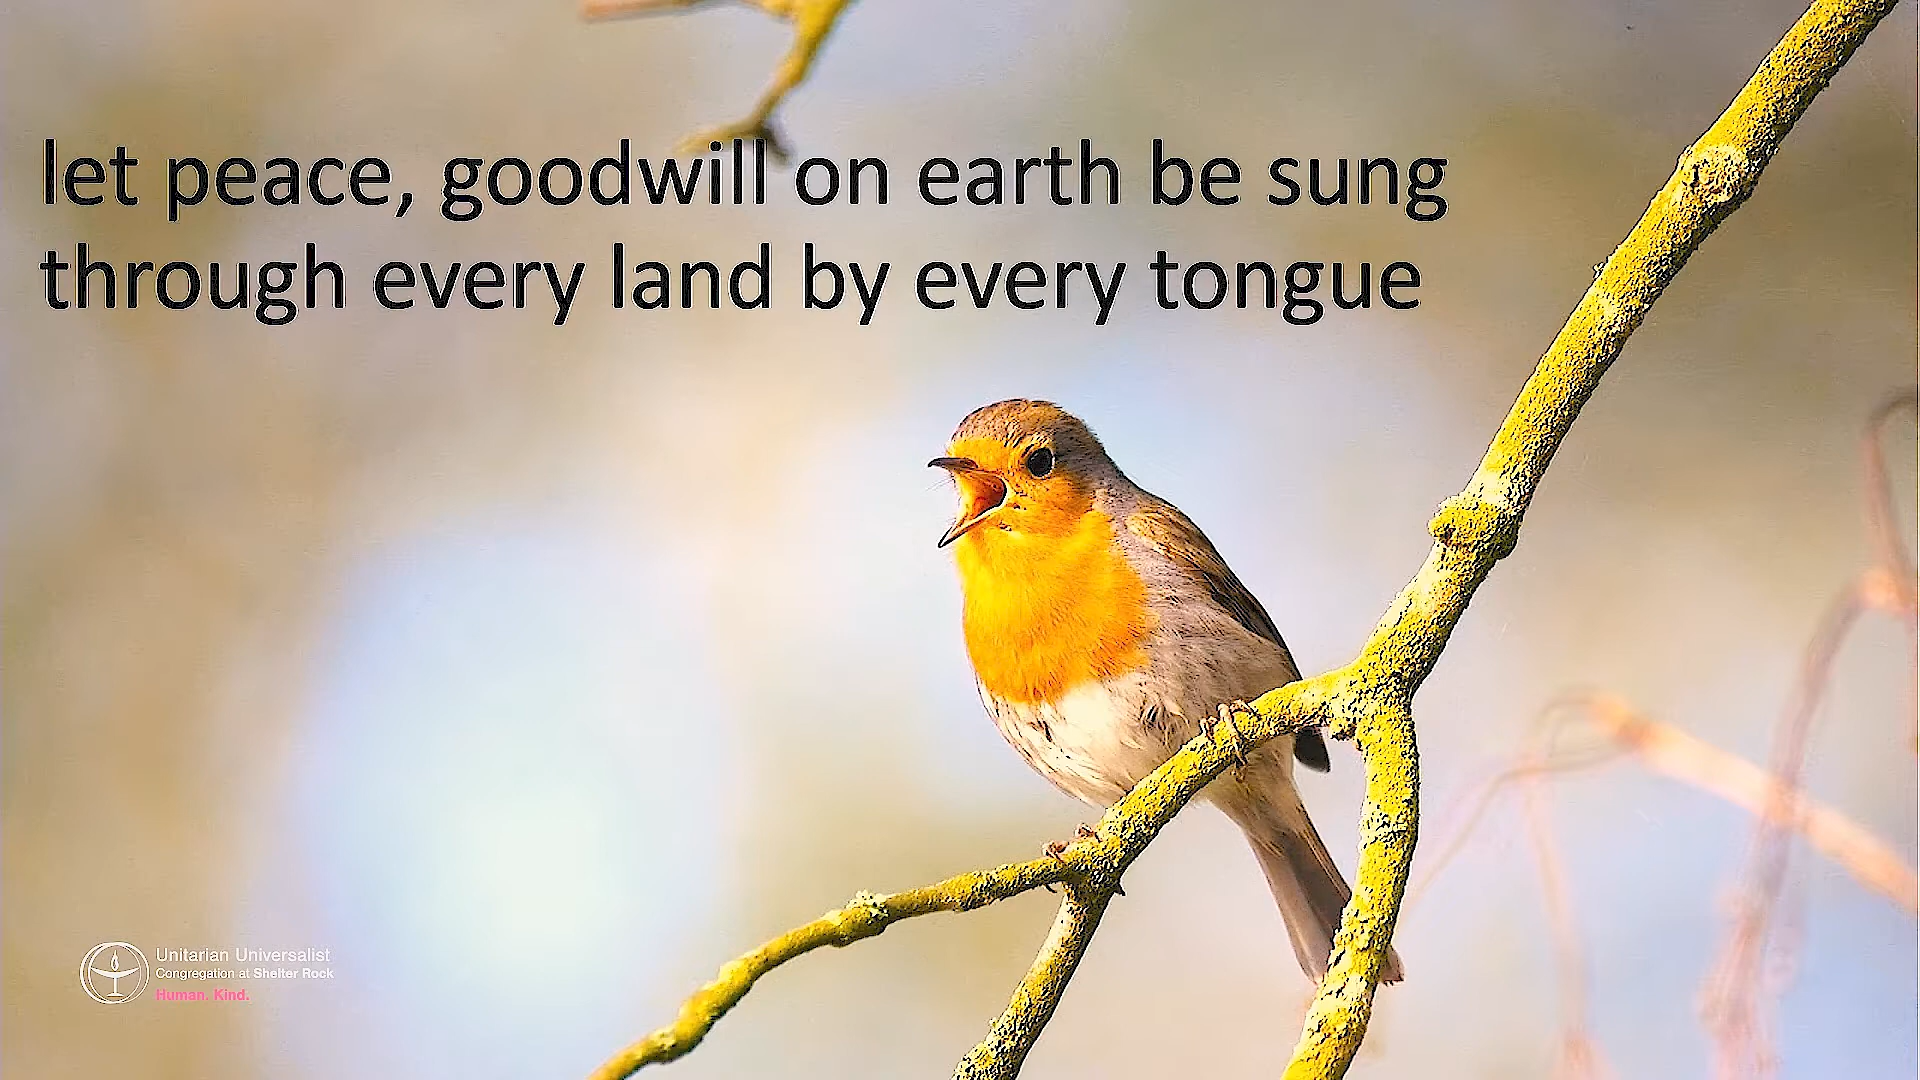 let peace, goodwill on earth be sung
through every land by every tongue
Unitarian Universalist
Congregation at Shelter Rock
Human. Kind.